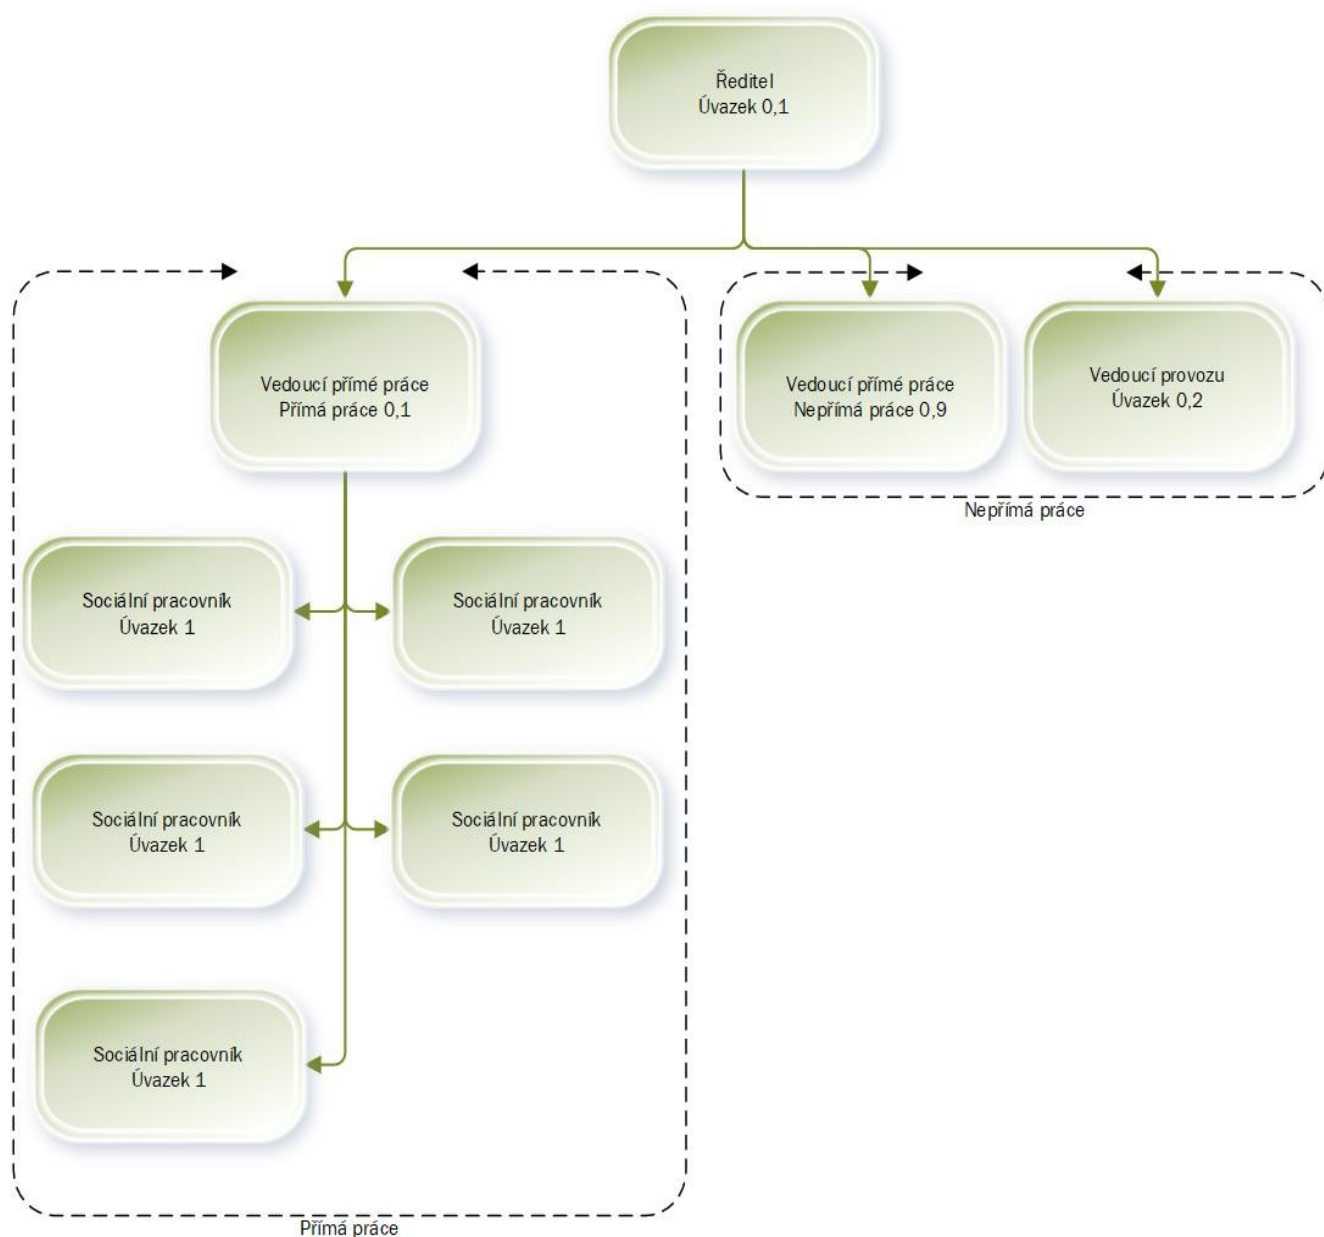 Ředitel
Úvazek 0,1
Vedoucí přímé práce
Přímá práce 0,1
Vedoucí přímé práce
Nepřímá práce 0,9
Vedoucí provozu
Úvazek 0,2
Nepřímá práce
Sociální pracovník
Úvazek 1
Sociální pracovník
Úvazek 1
Sociální pracovník
Úvazek 1
Sociální pracovník
Úvazek 1
Sociální pracovník
Úvazek 1
Přímá práce